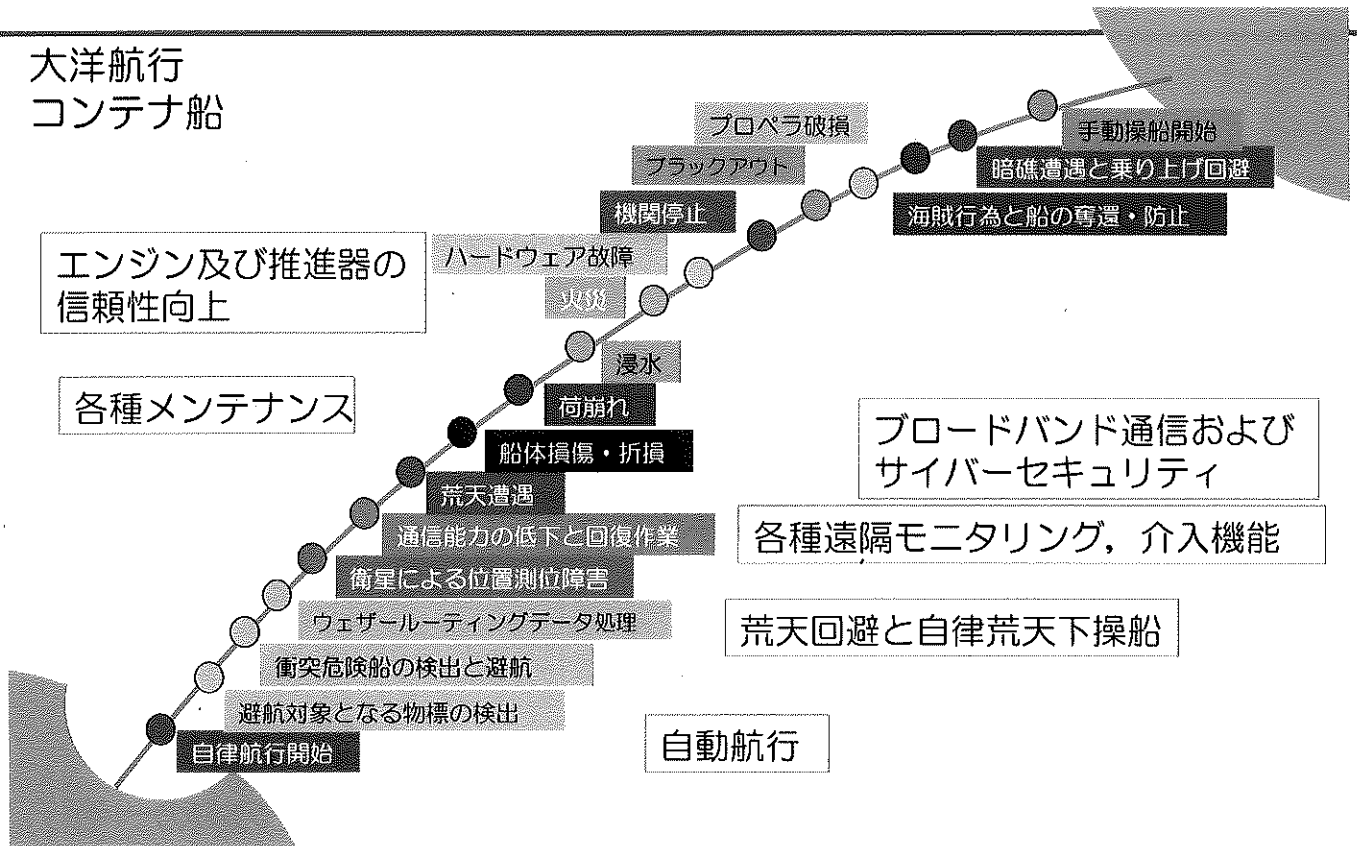 大洋航行
コンテナ船
プロペラ破損
手動操船開始
ブラックアウト
暗礁遭遇と乗り上げ回避
機関停止
海賊行為と船の奪還・防止
エンジン及び推進器の
信頼性向上
ハードウェア故障
火災
浸水
各種メンテナンス
荷崩れ
船体損傷・折損
ブロードバンド通信および
サイバーセキュリティ
荒天遭遇
通信能力の低下と回復作業
各種遠隔モニタリング，介入機能
衛星による位置測位障害
ウェザールーティングデータ処理
荒天回避と自律荒天下操船
衝突危険船の検出と避航
避航対象となる物標の検出
自律航行開始
自動航行